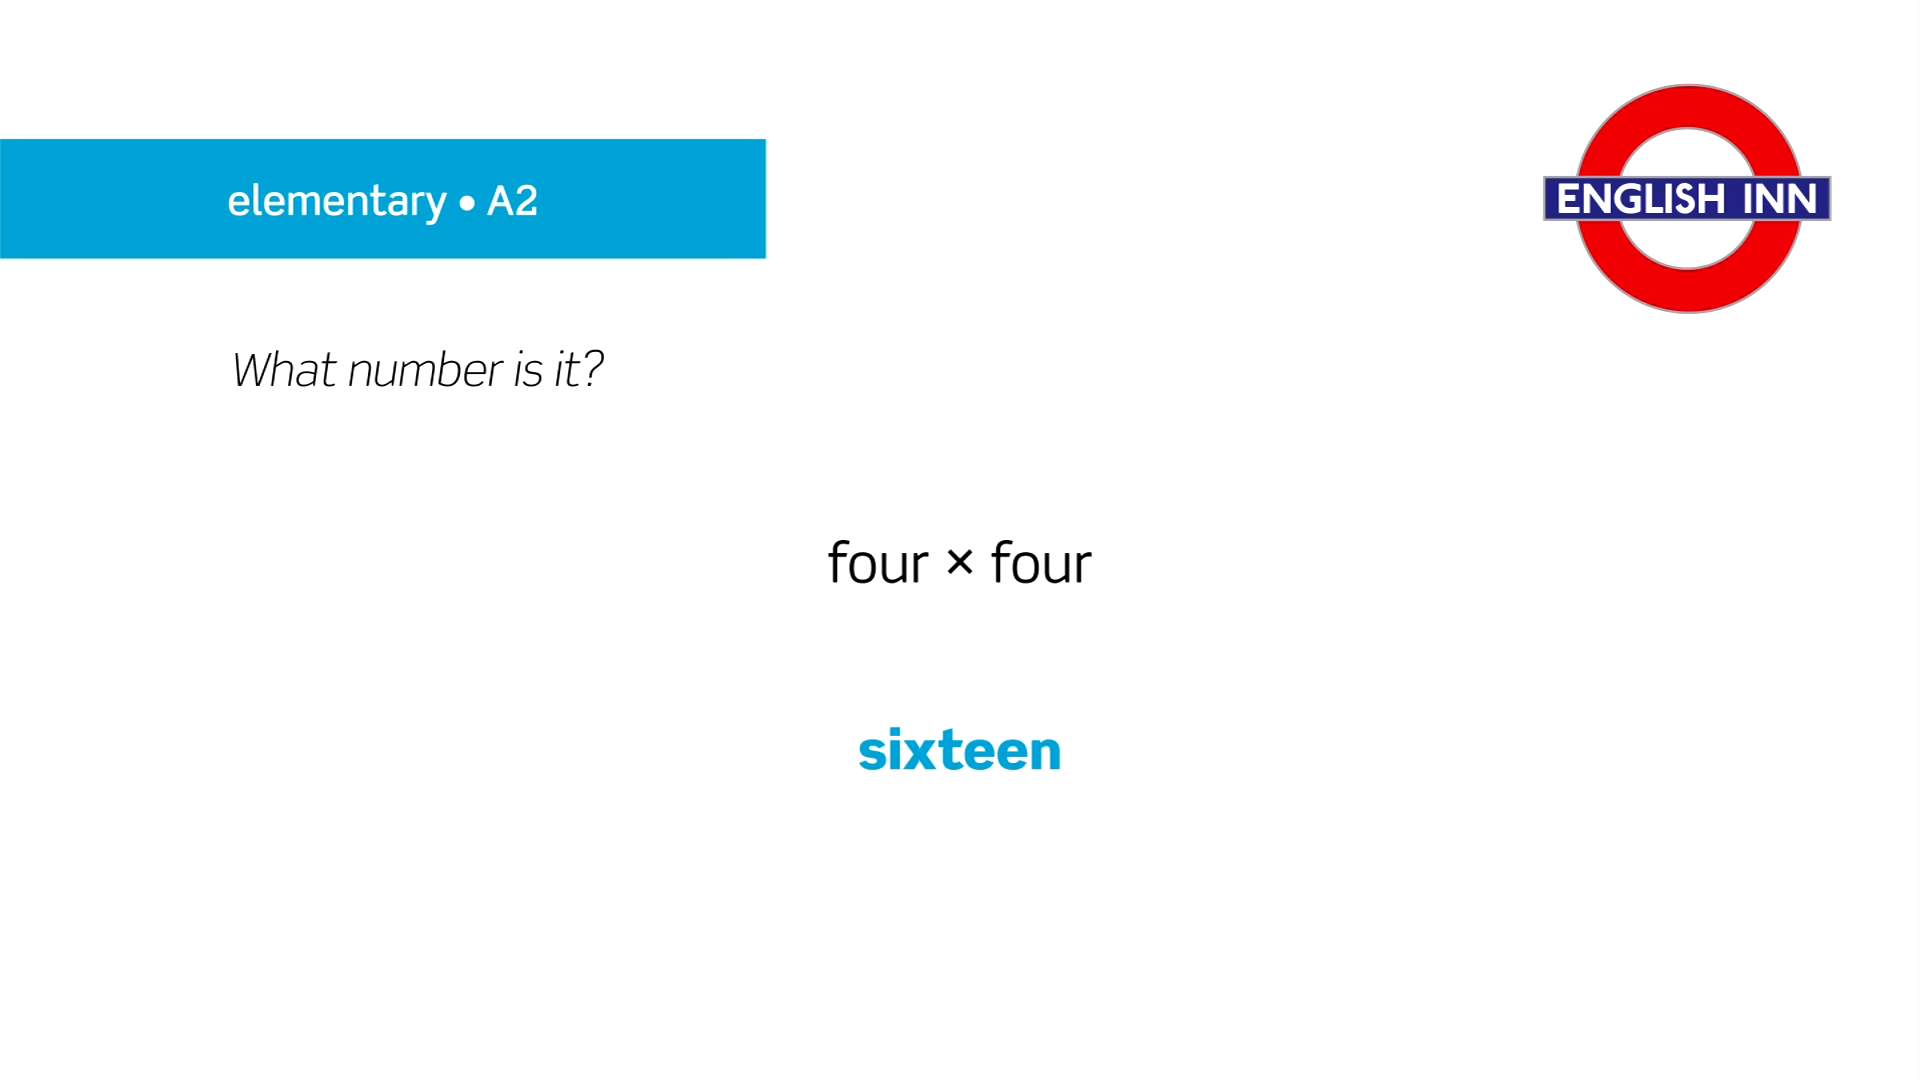 elementary • A2
ENGLISH INN
What number is it?
four × four
sixteen